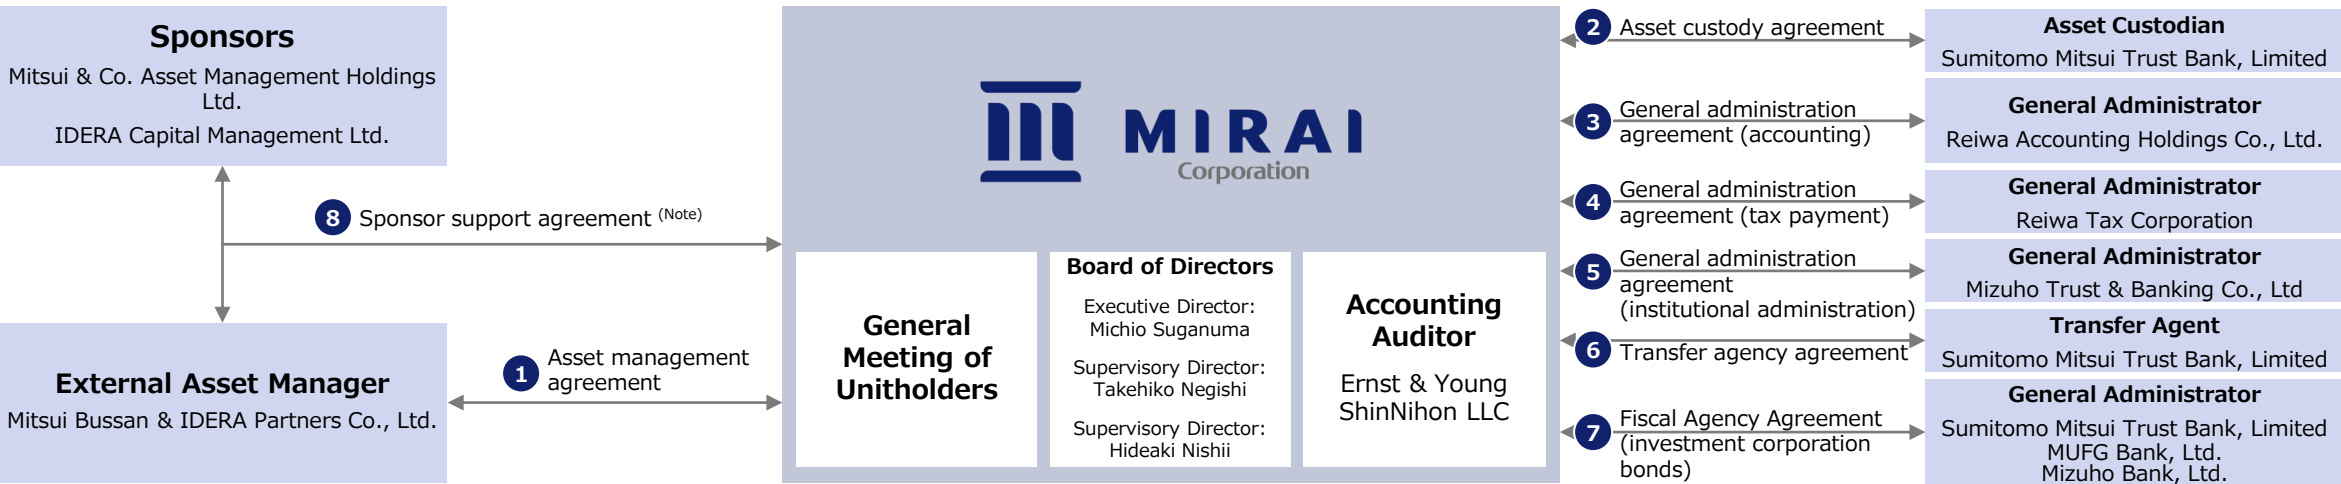 Sponsors
Mitsui & Co. Asset Management Holdings
Ltd.
IDERA Capital Management Ltd.
8 Sponsor support agreement (Note)
External Asset Manager
Mitsui Bussan & IDERA Partners Co., Ltd.
1 Asset management
agreement
MIRAI
Corporation
General
Meeting of
Unitholders
Board of Directors
Executive Director:
Michio Suganuma
Supervisory Director:
Takehiko Negishi
Supervisory Director:
Hideaki Nishii
Accounting
Auditor
Ernst & Young
ShinNihon LLC
2 Asset custody agreement
Asset Custodian
Sumitomo Mitsui Trust Bank, Limited
3 General administration
agreement (accounting)
General Administrator
Reiwa Accounting Holdings Co., Ltd.
4 General administration
agreement (tax payment)
General Administrator
Reiwa Tax Corporation
5 General administration
agreement
(institutional administration)
General Administrator
Mizuho Trust & Banking Co., Ltd
6 Transfer agency agreement
Transfer Agent
Sumitomo Mitsui Trust Bank, Limited
7 Fiscal Agency Agreement
(investment corporation
bonds)
General Administrator
Sumitomo Mitsui Trust Bank, Limited
MUFG Bank, Ltd.
Mizuho Bank, Ltd.